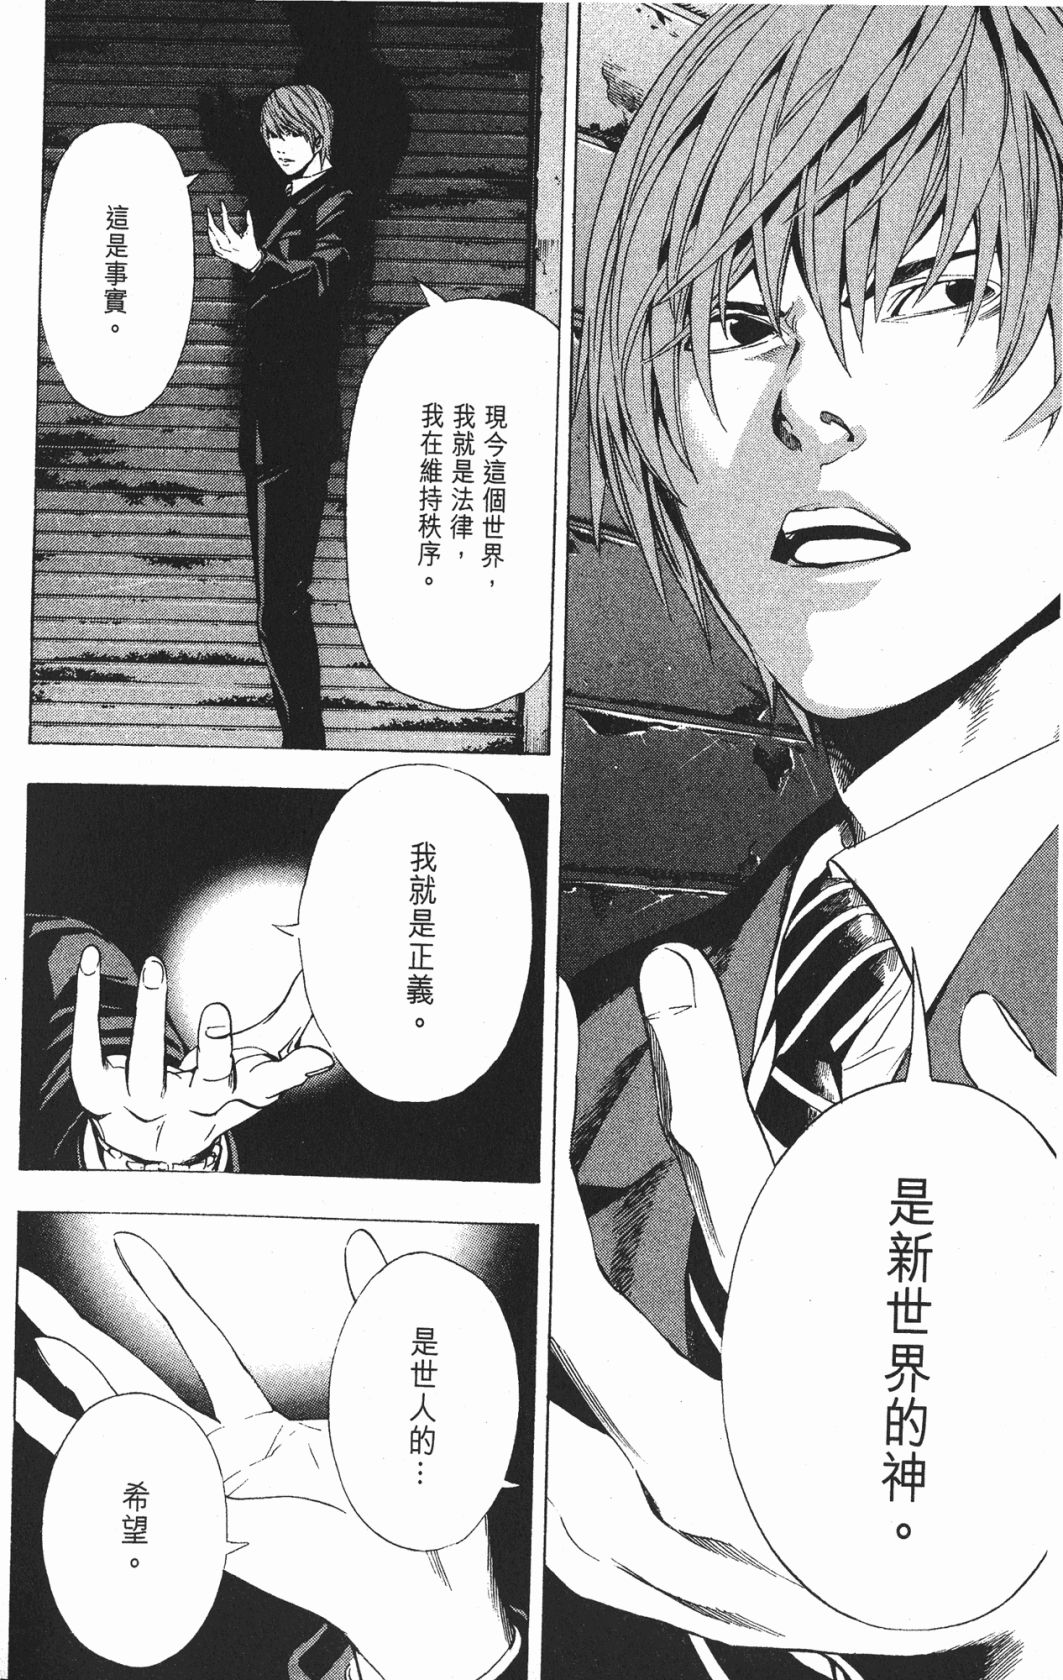 是新世界的神。
現今這個世界，
我就是法律，
我在維持秩序。
這是事實。
我就是正義。
是世人的…
希望。